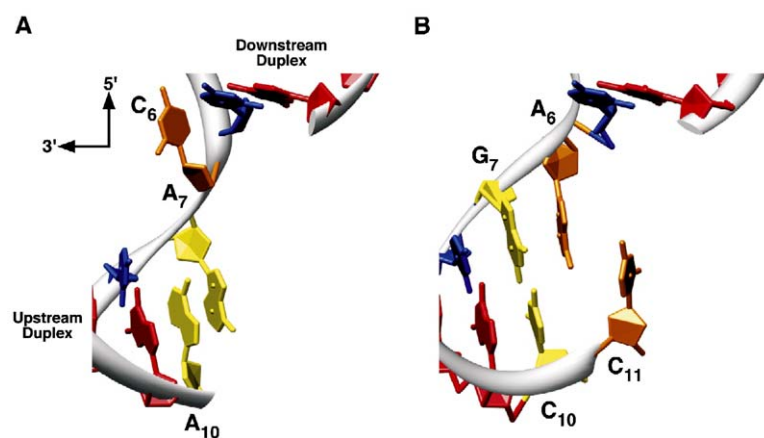 A
B
Downstream
Duplex
5'
3'
C6
A7
A6
G7
Upstream
Duplex
A10
C11
C10